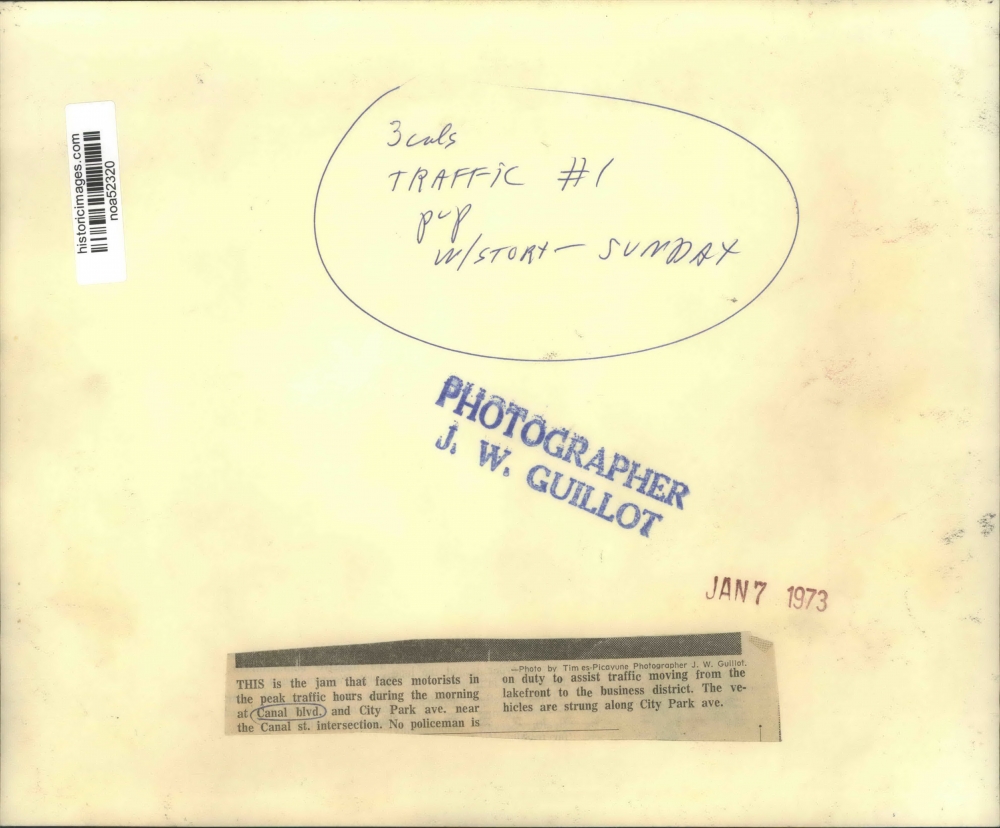 historicimages.com
noa52320
3 cols
TRAFFIC #1
pup
W/STORY — SUNDAY
PHOTOGRAPHER
J. W. GUILLOT
JAN 7 1973
—Photo by Times-Picayune Photographer J. W. Guillot.
THIS is the jam that faces motorists in
the peak traffic hours during the morning
at Canal blvd. and City Park ave. near
the Canal st. intersection. No policeman is
on duty to assist traffic moving from the
lakefront to the business district. The ve-
hicles are strung along City Park ave.